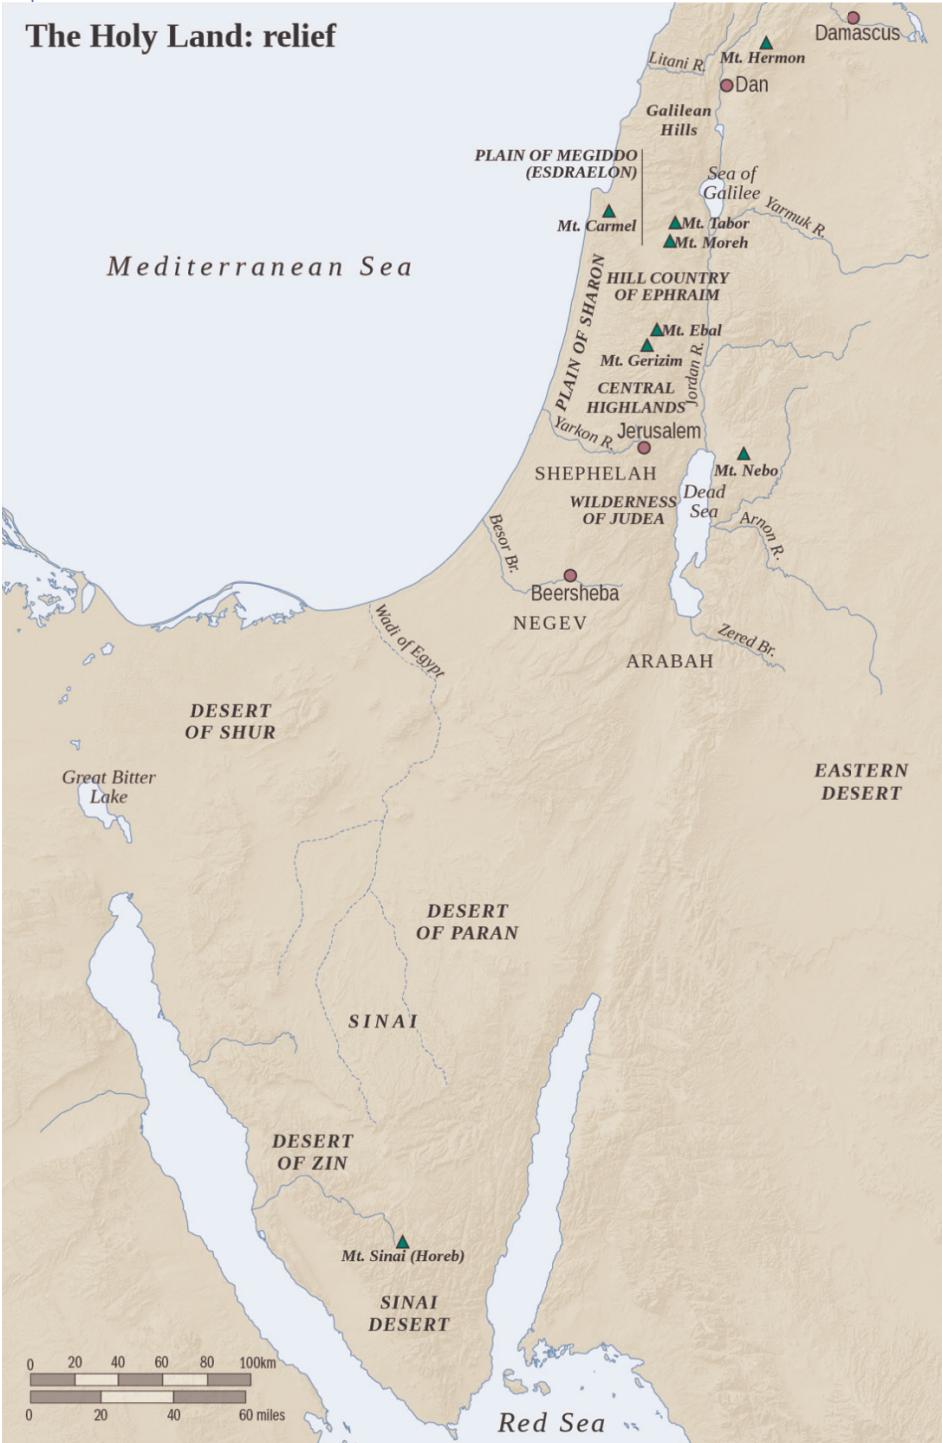 The Holy Land: relief
Damascus
Mt. Hermon
Litani R.
Dan
Galilean
Hills
PLAIN OF MEGIDDO
(ESDRAELON)
Sea of
Galilee
Yarmuk R.
Mt. Carmel
Mt. Tabor
Mt. Moreh
Mediterranean Sea
HILL COUNTRY
OF EPHRAIM
PLAIN OF SHARON
Mt. Ebal
Mt. Gerizim
Jordan R.
CENTRAL
HIGHLANDS
Yarkon R.
Jerusalem
Mt. Nebo
SHEPHELAH
WILDERNESS
OF JUDEA
Dead
Sea
Arnon R.
Besor Br.
Beersheba
NEGEV
Zered Br.
Wadi of Egypt
ARABAH
DESERT
OF SHUR
Great Bitter
Lake
EASTERN
DESERT
DESERT
OF PARAN
SINAI
DESERT
OF ZIN
Mt. Sinai (Horeb)
SINAI
DESERT
0 20 40 60 80 100km
0 20 40 60 miles
Red Sea